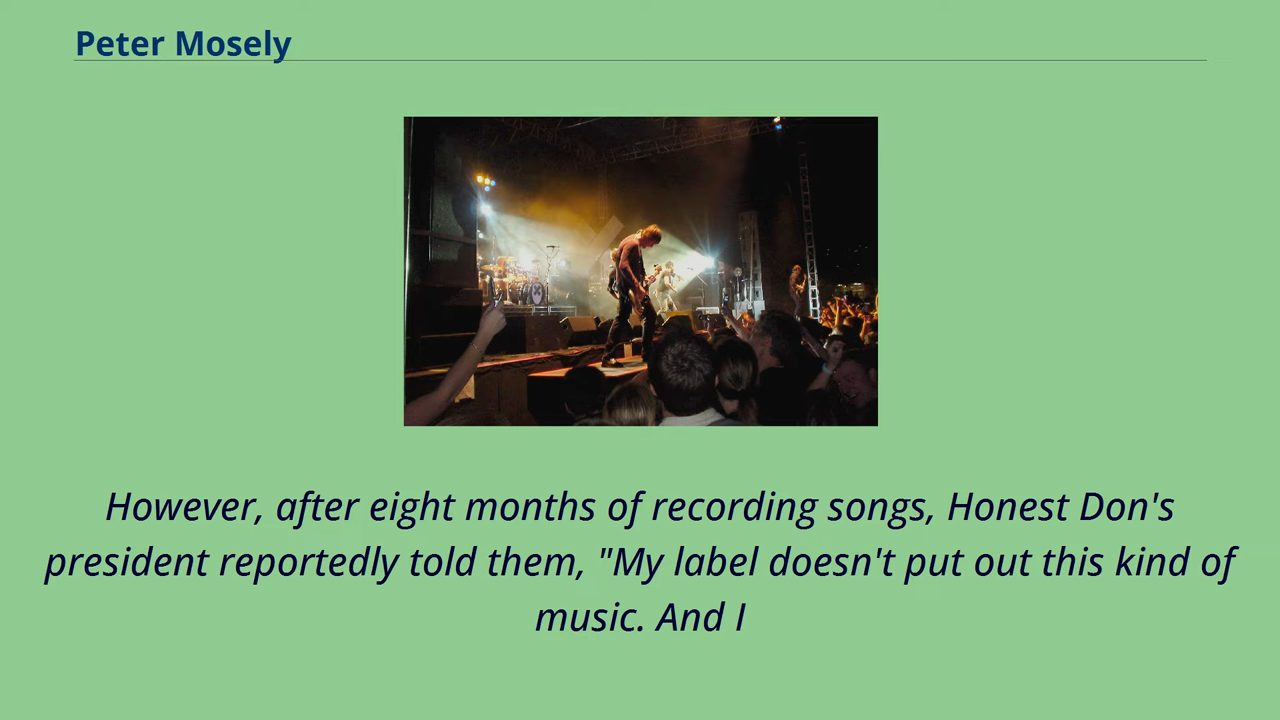 Peter Mosely
However, after eight months of recording songs, Honest Don's
president reportedly told them, "My label doesn't put out this kind of
music. And I